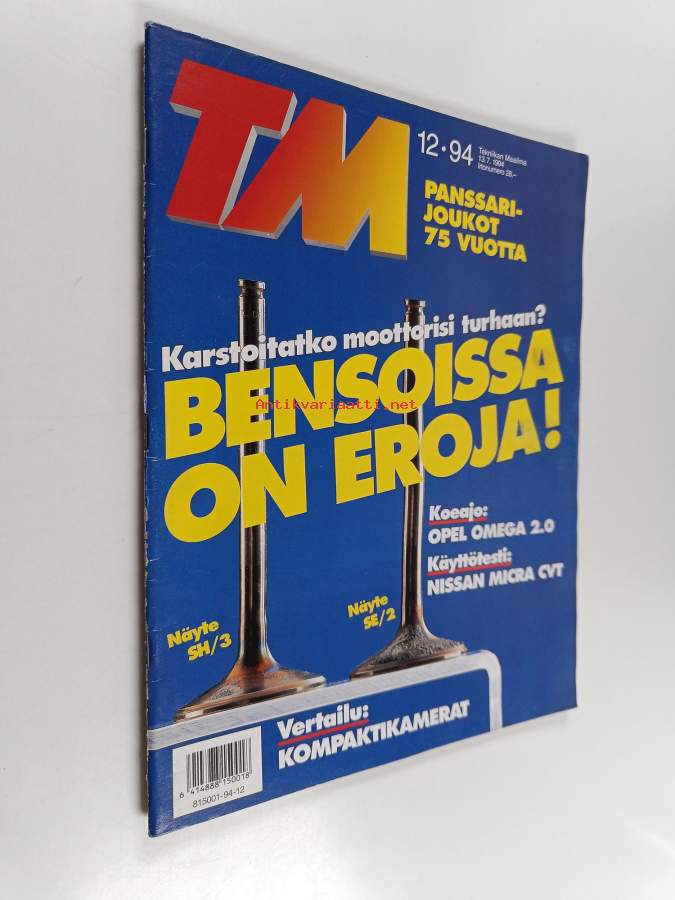 TM
12•94
Tekniikan Maailma
13.7. 1994
Irtonumero 26,–
PANSSARI-
JOUKOT
75 VUOTTA
Karstoitatko moottorisi turhaan?
BENSOISSA
Antikvariaatti.net
ON EROJA!
Koeajo:
OPEL OMEGA 2.0
Käyttötesti:
NISSAN MICRA CVT
Näyte
SH/3
Näyte
SE/2
Vertailu:
KOMPAKTIKAMERAT
6 414888 150018
815001-94-12